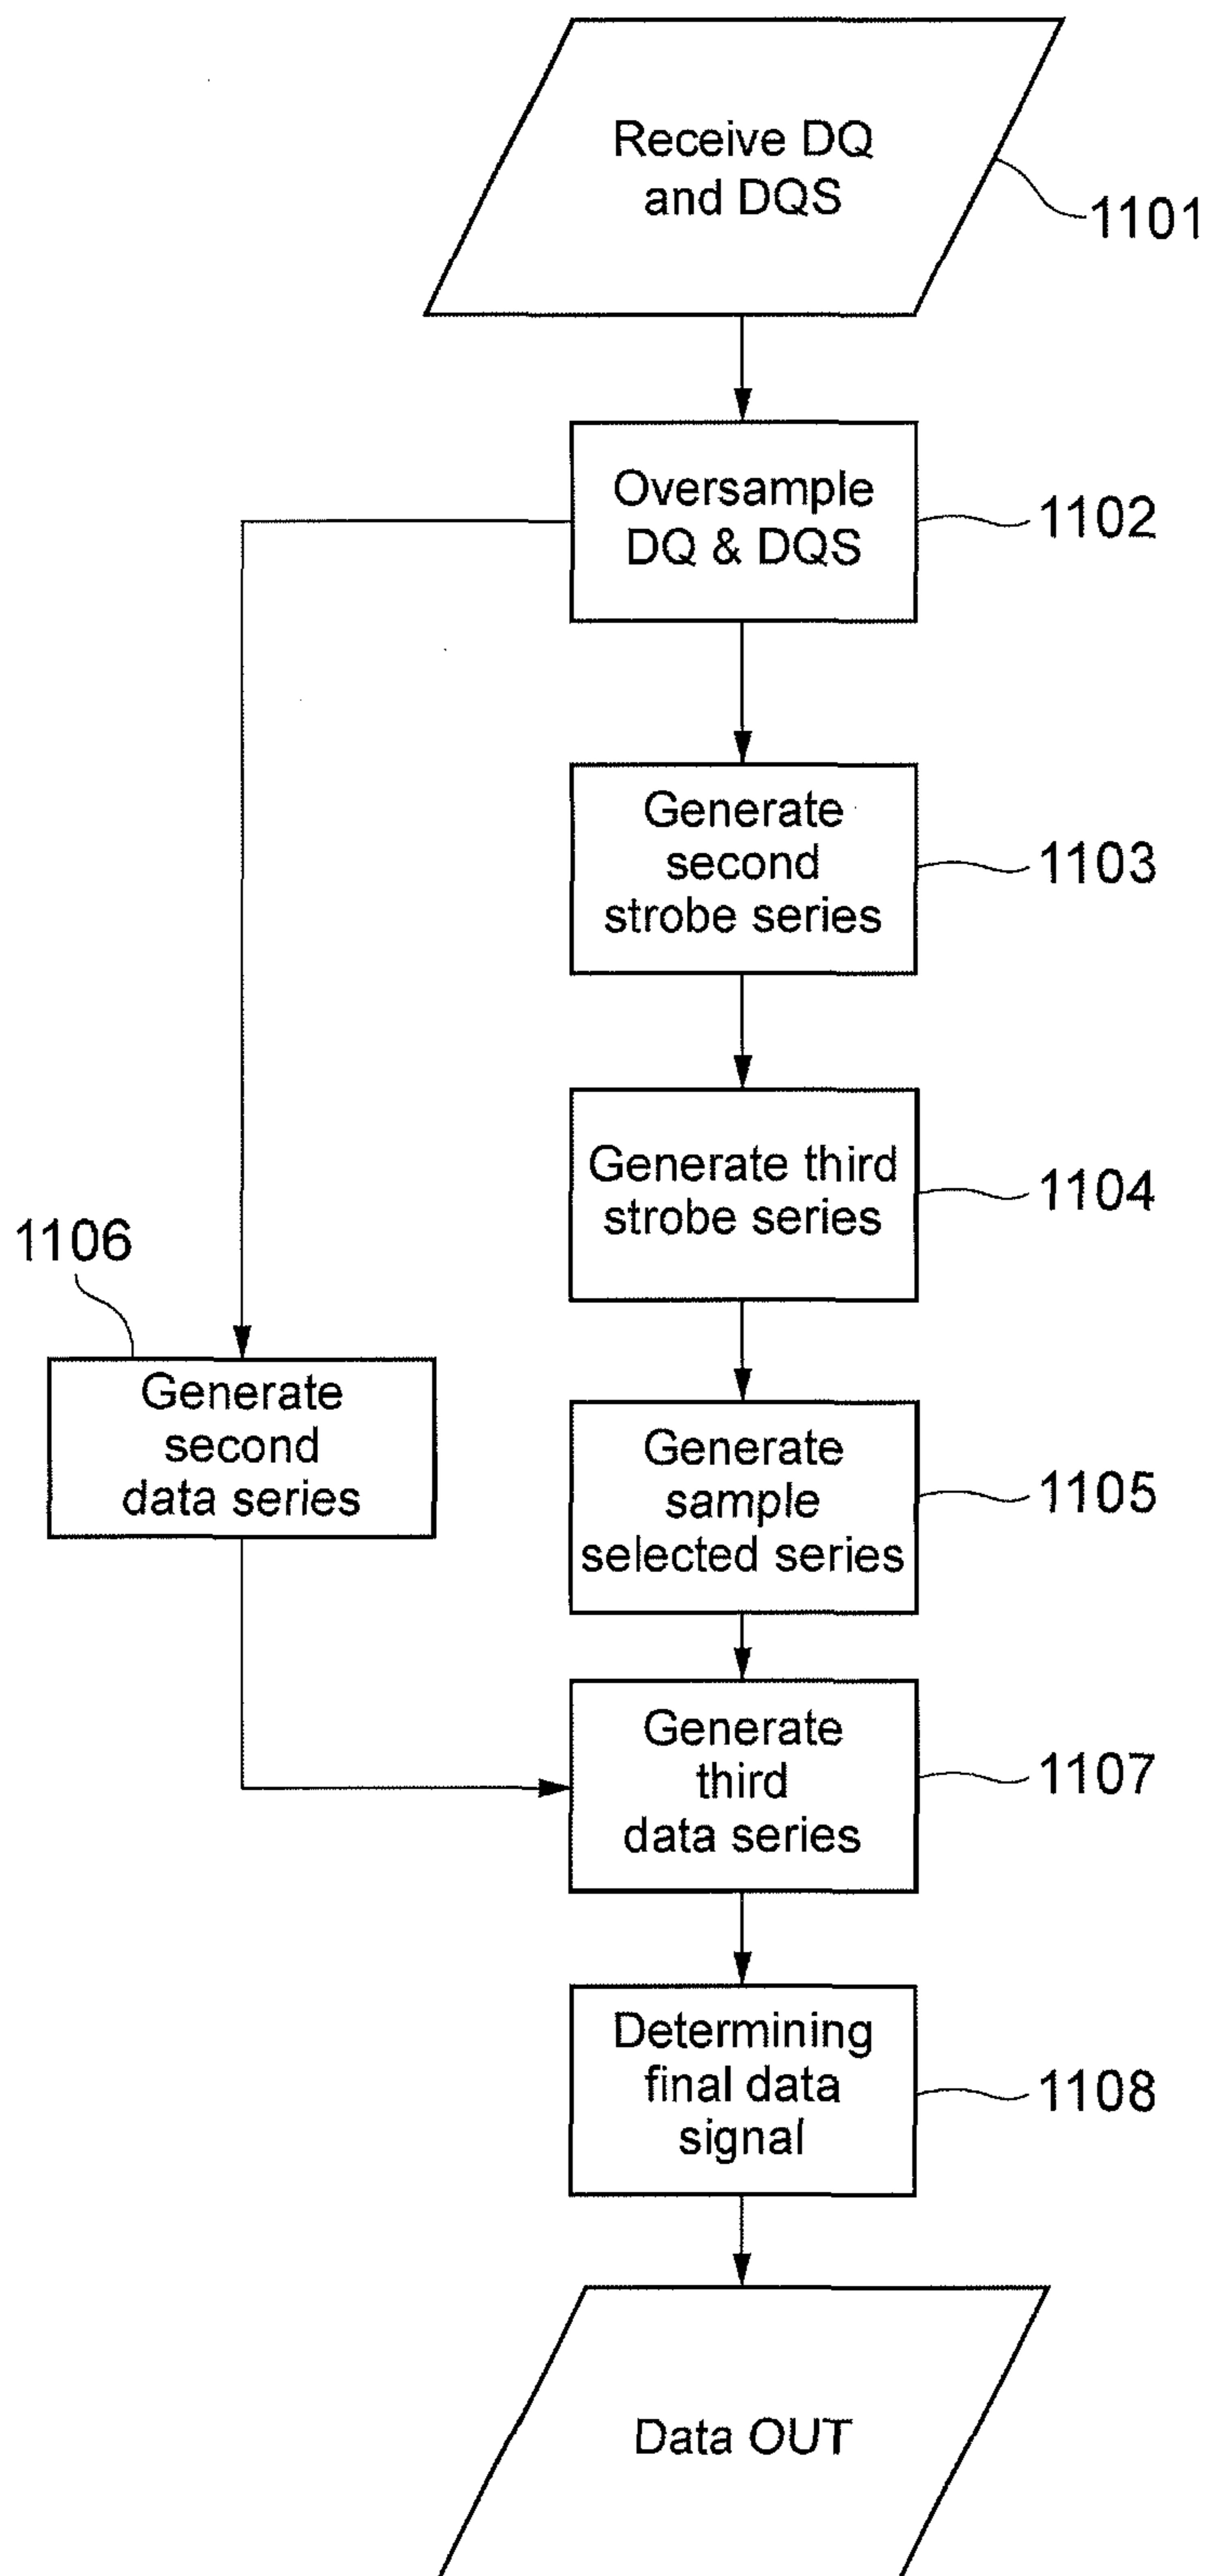 Receive DQ
and DQS
1101
Oversample
DQ & DQS
1102
Generate
second
strobe series
1103
Generate third
strobe series
1104
1106
Generate
second
data series
Generate
sample
selected series
1105
Generate
third
data series
1107
Determining
final data
signal
1108
Data OUT